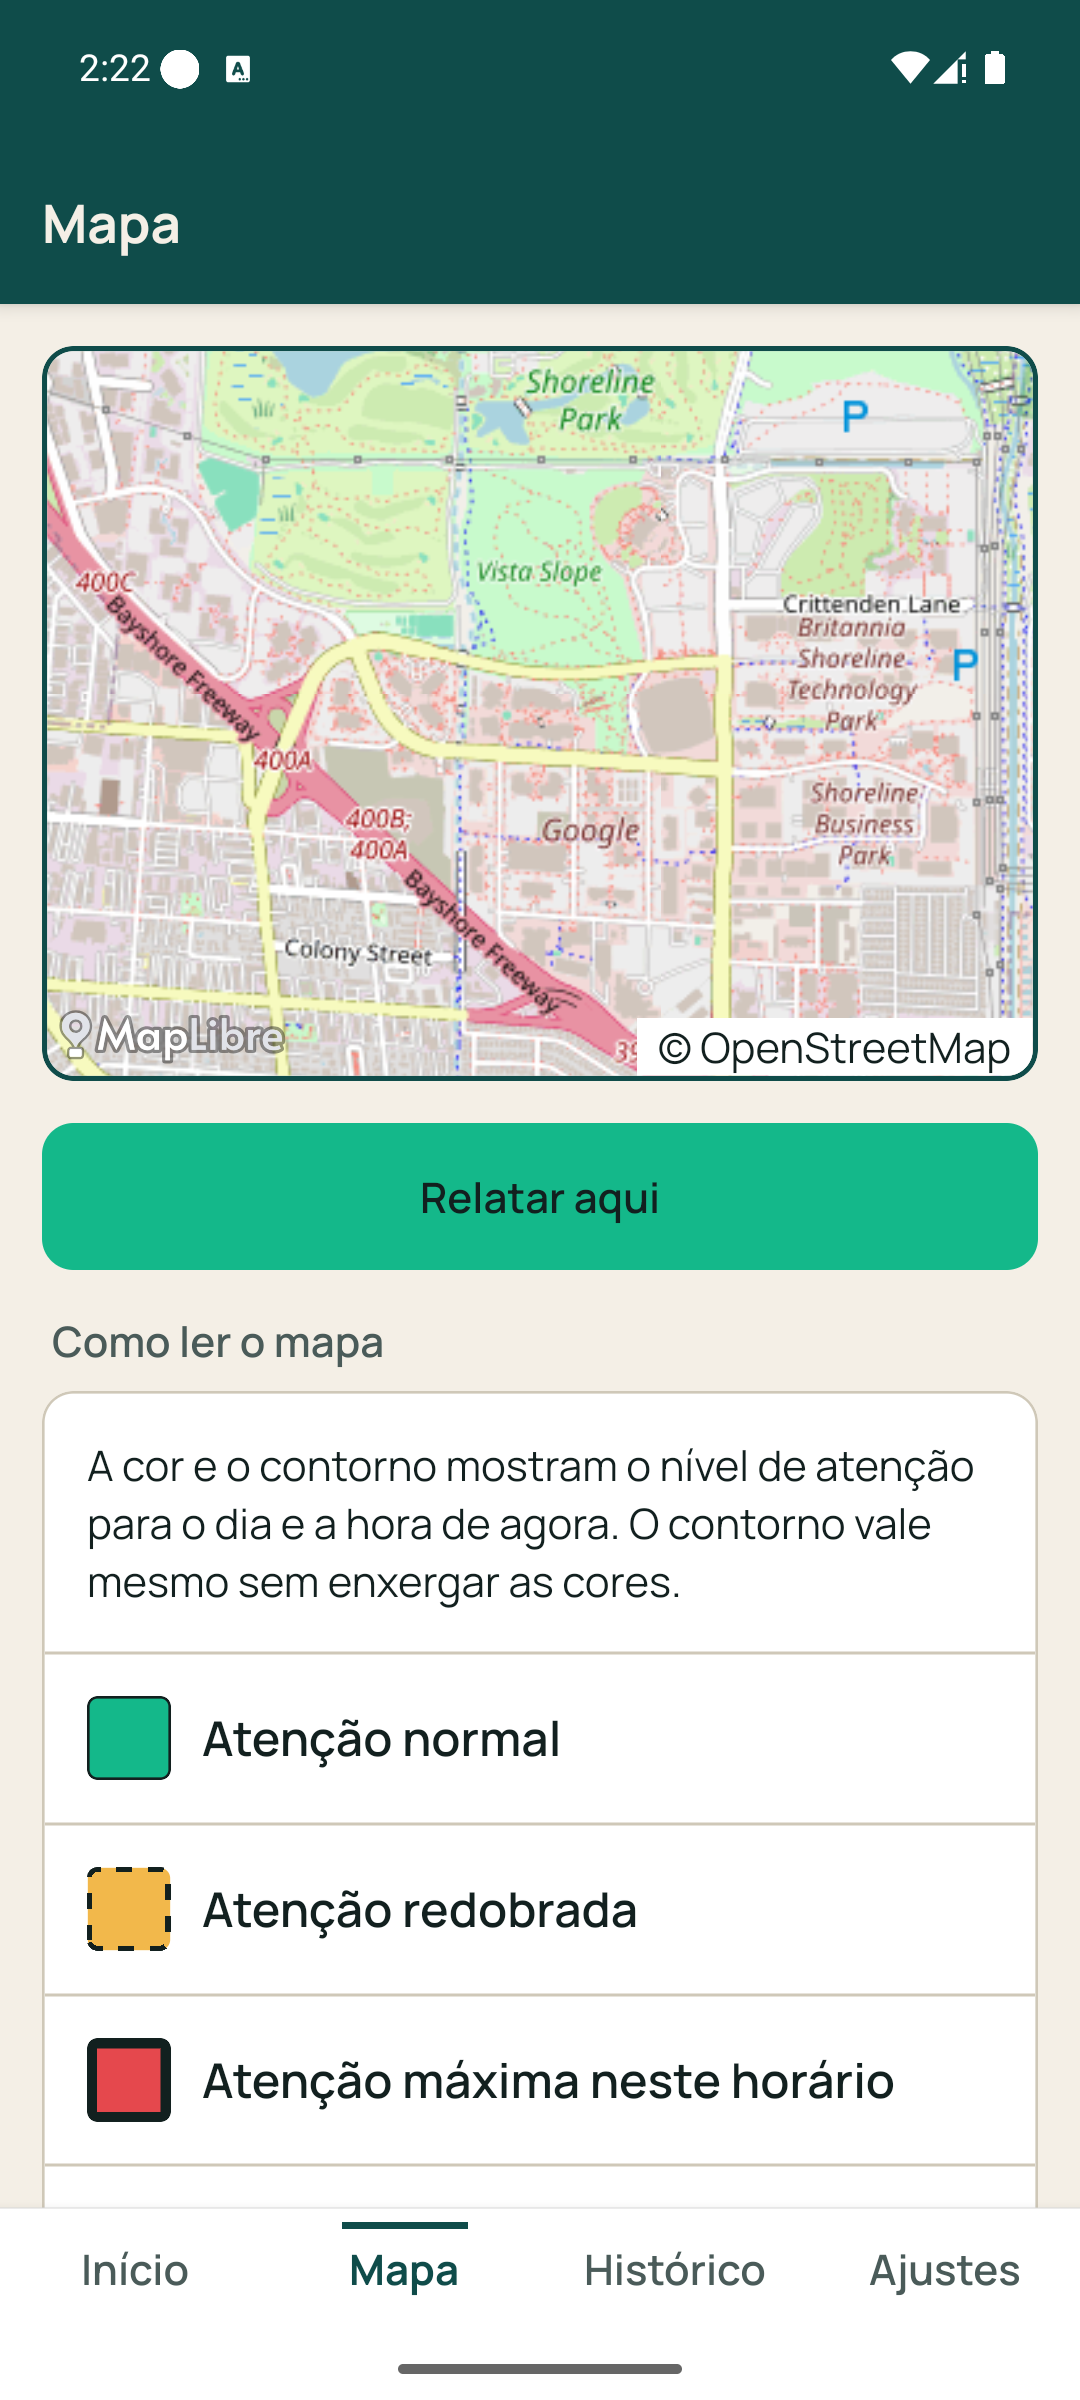 2:22
Mapa
Shoreline
Park
P
400C
Vista Slope
Crittenden Lane
Britannia
Shoreline
Technology
Park
P
Bayshore Freeway
400A
400B;
400A
Google
Shoreline
Business
Park
Bayshore Freeway
Colony Street
MapLibre
39
© OpenStreetMap
Relatar aqui
Como ler o mapa
A cor e o contorno mostram o nível de atenção
para o dia e a hora de agora. O contorno vale
mesmo sem enxergar as cores.
Atenção normal
Atenção redobrada
Atenção máxima neste horário
Início
Mapa
Histórico
Ajustes